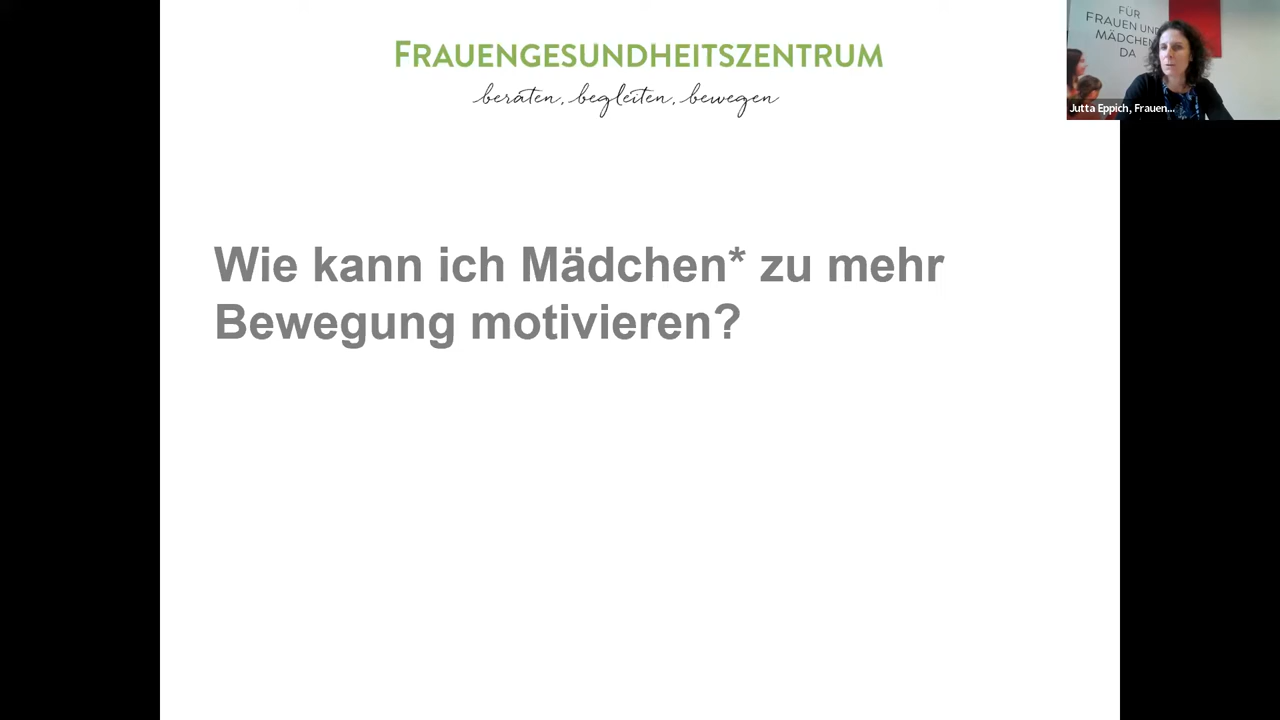 FRAUENGESUNDHEITSZENTRUM
beraten, begleiten, bewegen
Wie kann ich Mädchen* zu mehr
Bewegung motivieren?
FÜR
FRAUEN UND
MÄDCHEN
DA
Jutta Eppich, Frauen...